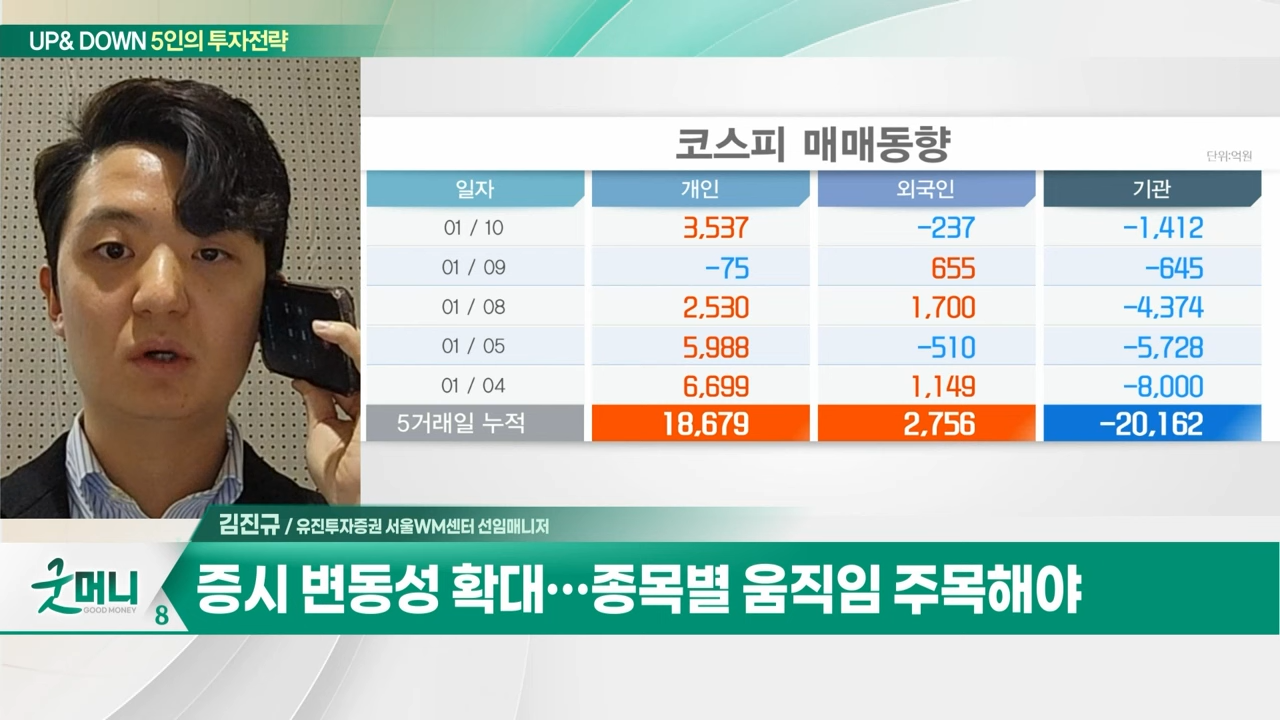 UP& DOWN 5인의 투자전략
코스피 매매동향
단위:억원
일자 개인 외국인 기관
01 / 10 3,537 -237 -1,412
01 / 09 -75 655 -645
01 / 08 2,530 1,700 -4,374
01 / 05 5,988 -510 -5,728
01 / 04 6,699 1,149 -8,000
5거래일 누적 18,679 2,756 -20,162
김진규 / 유진투자증권 서울WM센터 선임매니저
굿머니
GOOD MONEY
8
증시 변동성 확대…종목별 움직임 주목해야